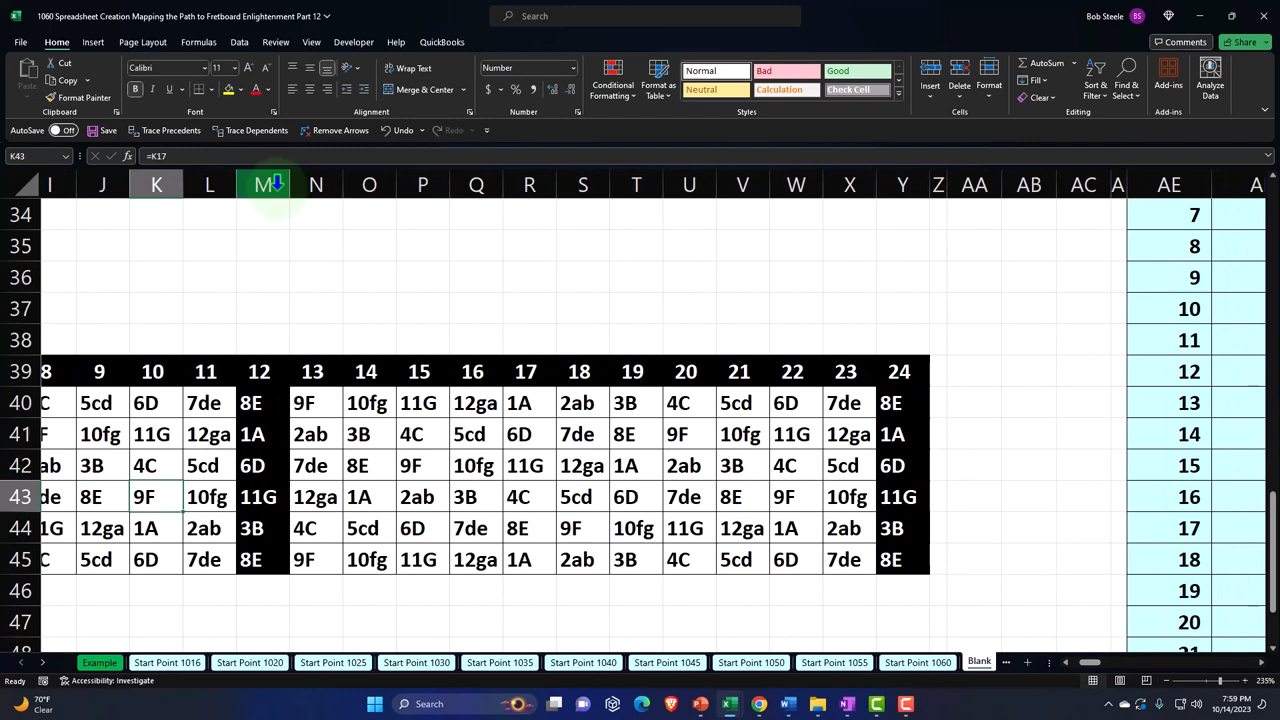 1060 Spreadsheet Creation Mapping the Path to Fretboard Enlightenment Part 12
Search
Bob Steele BS
File Home Insert Page Layout Formulas Data Review View Developer Help QuickBooks Comments Share
Cut
Copy
Format Painter
Paste
Clipboard
Calibri 11
B I U
Font
Wrap Text
Merge & Center
Alignment
Number
$ %
Number
Conditional Formatting
Format as Table
Normal Bad Good
Neutral Calculation Check Cell
Styles
Insert Delete Format
Cells
AutoSum
Fill
Clear
Sort & Filter
Find & Select
Editing
Add-ins
Add-ins
Analyze Data
AutoSave Off Save Trace Precedents Trace Dependents Remove Arrows Undo Redo
K43 fx =K17
I J K L M N O P Q R S T U V W X Y Z AA AB AC A AE A
34 7
35 8
36 9
37 10
38 11
39 8 9 10 11 12 13 14 15 16 17 18 19 20 21 22 23 24 12
40 C 5cd 6D 7de 8E 9F 10fg 11G 12ga 1A 2ab 3B 4C 5cd 6D 7de 8E 13
41 F 10fg 11G 12ga 1A 2ab 3B 4C 5cd 6D 7de 8E 9F 10fg 11G 12ga 1A 14
42 ab 3B 4C 5cd 6D 7de 8E 9F 10fg 11G 12ga 1A 2ab 3B 4C 5cd 6D 15
43 de 8E 9F 10fg 11G 12ga 1A 2ab 3B 4C 5cd 6D 7de 8E 9F 10fg 11G 16
44 1G 12ga 1A 2ab 3B 4C 5cd 6D 7de 8E 9F 10fg 11G 12ga 1A 2ab 3B 17
45 C 5cd 6D 7de 8E 9F 10fg 11G 12ga 1A 2ab 3B 4C 5cd 6D 7de 8E 18
46 19
47 20
Example Start Point 1016 Start Point 1020 Start Point 1025 Start Point 1030 Start Point 1035 Start Point 1040 Start Point 1045 Start Point 1050 Start Point 1055 Start Point 1060 Blank
Ready Accessibility: Investigate 235%
70°F
Clear
Search
7:59 PM
10/14/2023